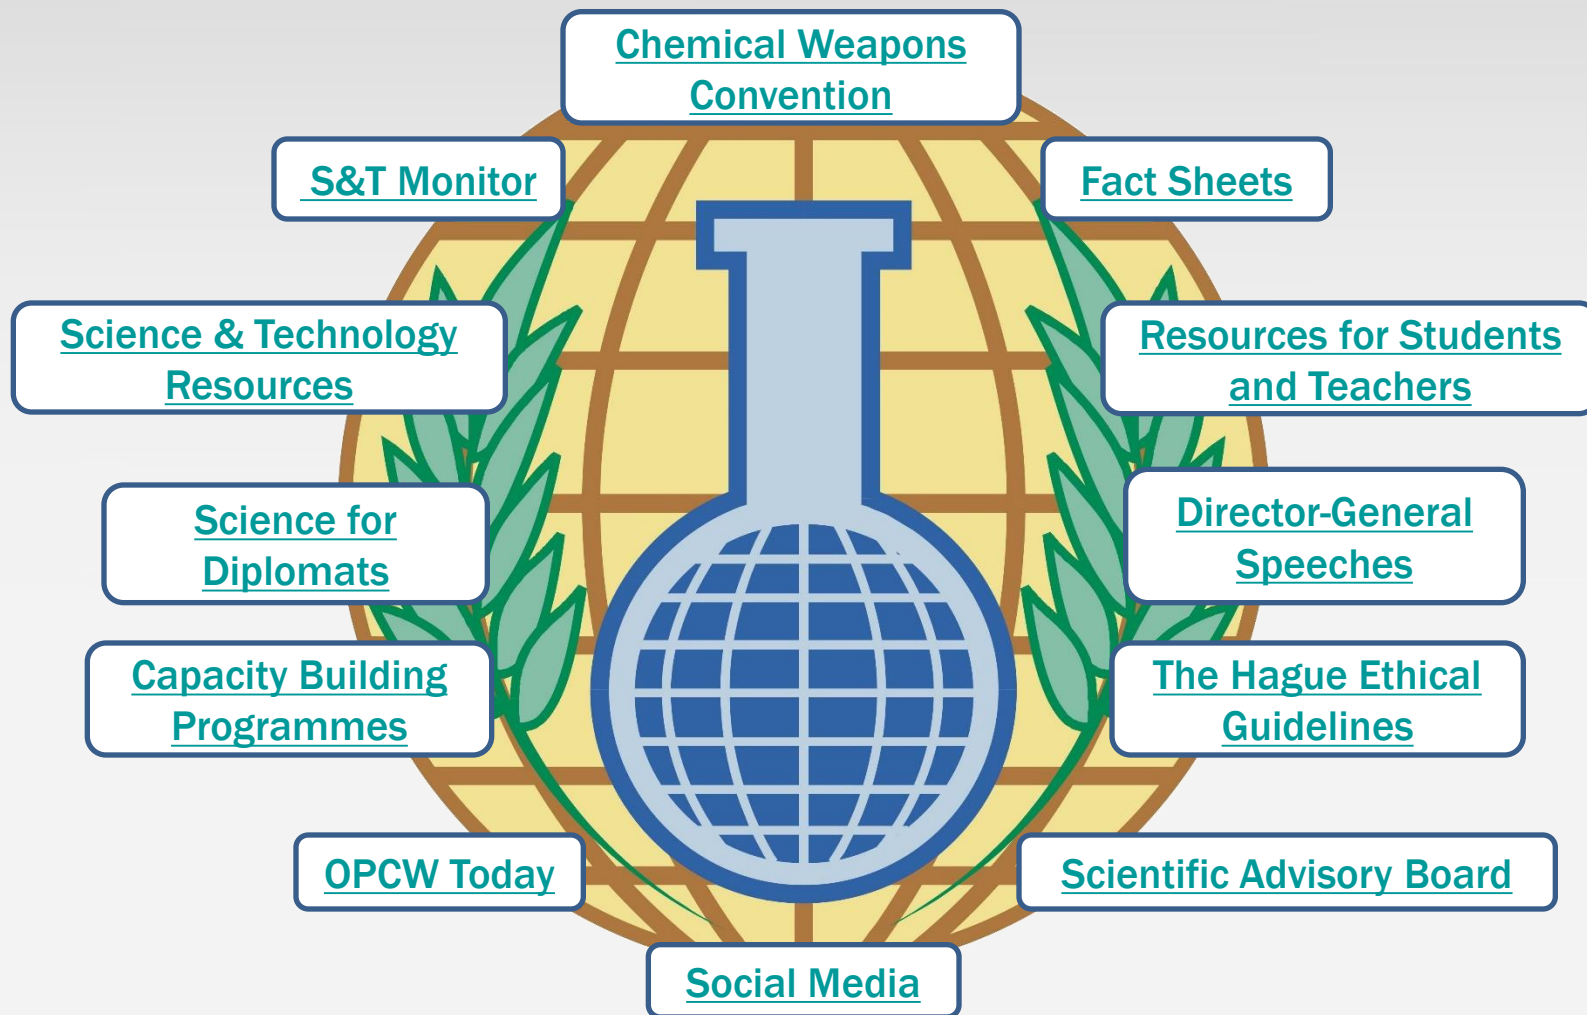 Chemical Weapons
Convention
S&T Monitor
Fact Sheets
Science & Technology
Resources
Resources for Students
and Teachers
Science for
Diplomats
Director-General
Speeches
Capacity Building
Programmes
The Hague Ethical
Guidelines
OPCW Today
Scientific Advisory Board
Social Media